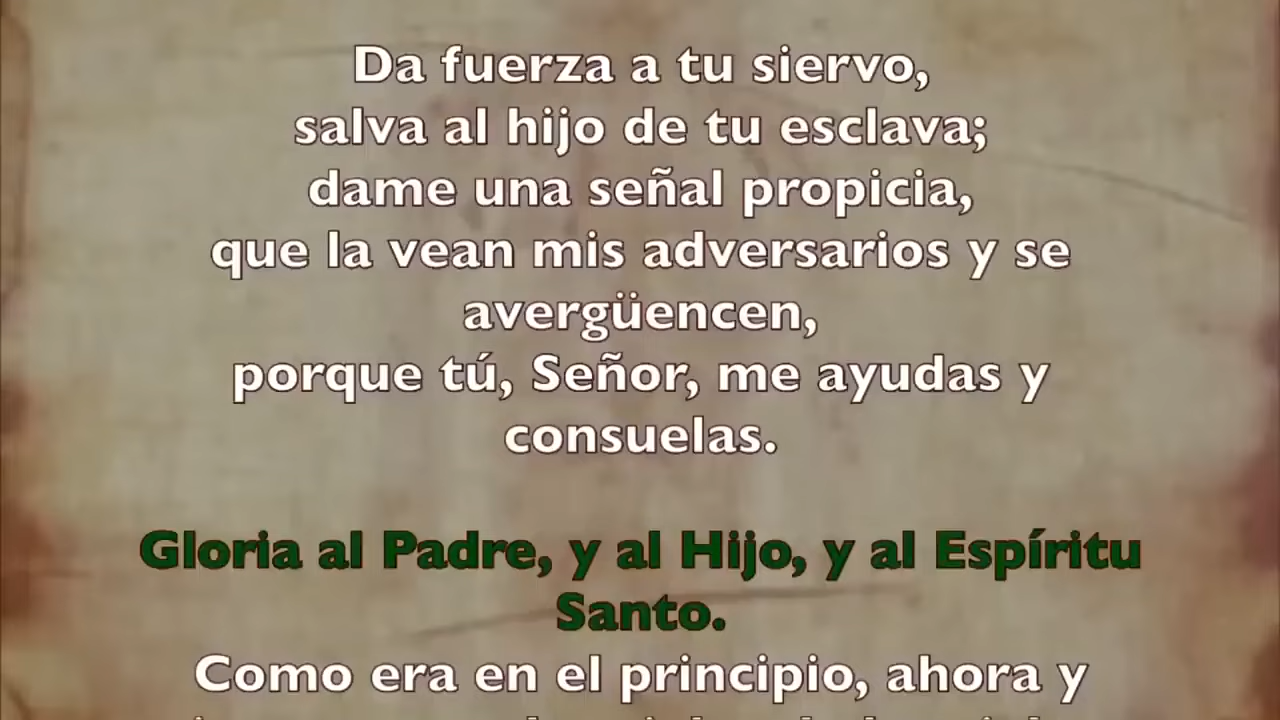 Da fuerza a tu siervo,
salva al hijo de tu esclava;
dame una señal propicia,
que la vean mis adversarios y se
avergüencen,
porque tú, Señor, me ayudas y
consuelas.
Gloria al Padre, y al Hijo, y al Espíritu
Santo.
Como era en el principio, ahora y